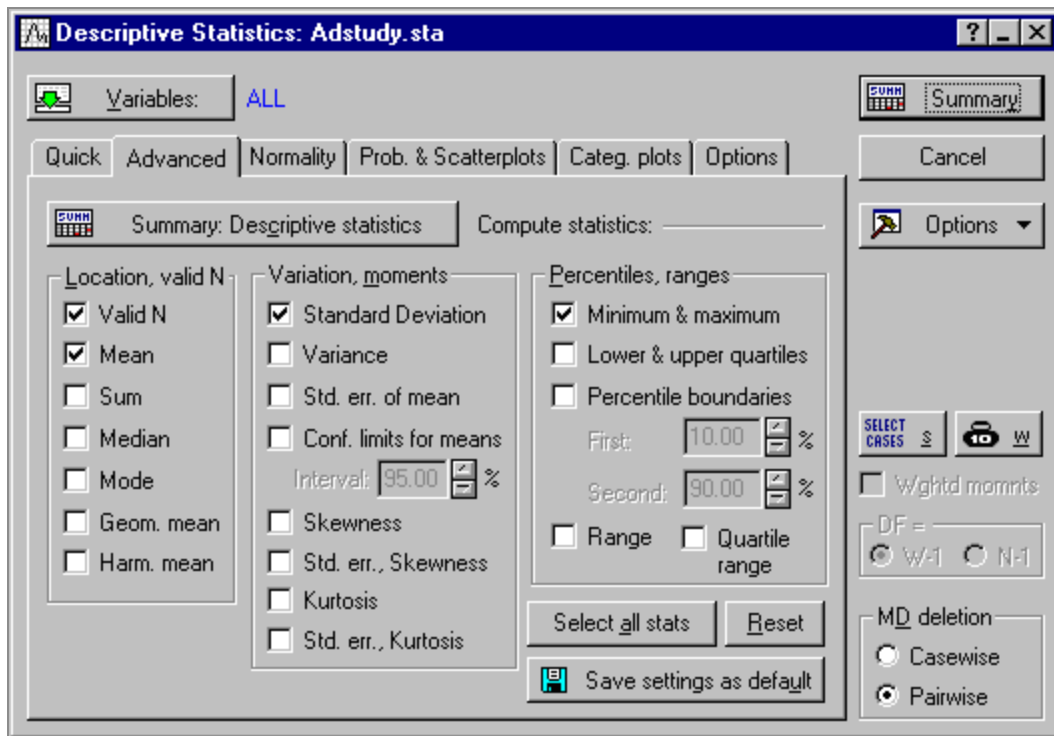 Descriptive Statistics: Adstudy.sta
Variables: ALL
SUMM Summary
Quick Advanced Normality Prob. & Scatterplots Categ. plots Options
Cancel
SUMM Summary: Descriptive statistics Compute statistics:
Options
Location, valid N
Valid N
Mean
Sum
Median
Mode
Geom. mean
Harm. mean
Variation, moments
Standard Deviation
Variance
Std. err. of mean
Conf. limits for means
Interval: 95.00 %
Skewness
Std. err., Skewness
Kurtosis
Std. err., Kurtosis
Percentiles, ranges
Minimum & maximum
Lower & upper quartiles
Percentile boundaries
First: 10.00 %
Second: 90.00 %
Range Quartile
range
Select all stats Reset
Save settings as default
SELECT
CASES S W
Wghtd momnts
DF =
W-1 N-1
MD deletion
Casewise
Pairwise